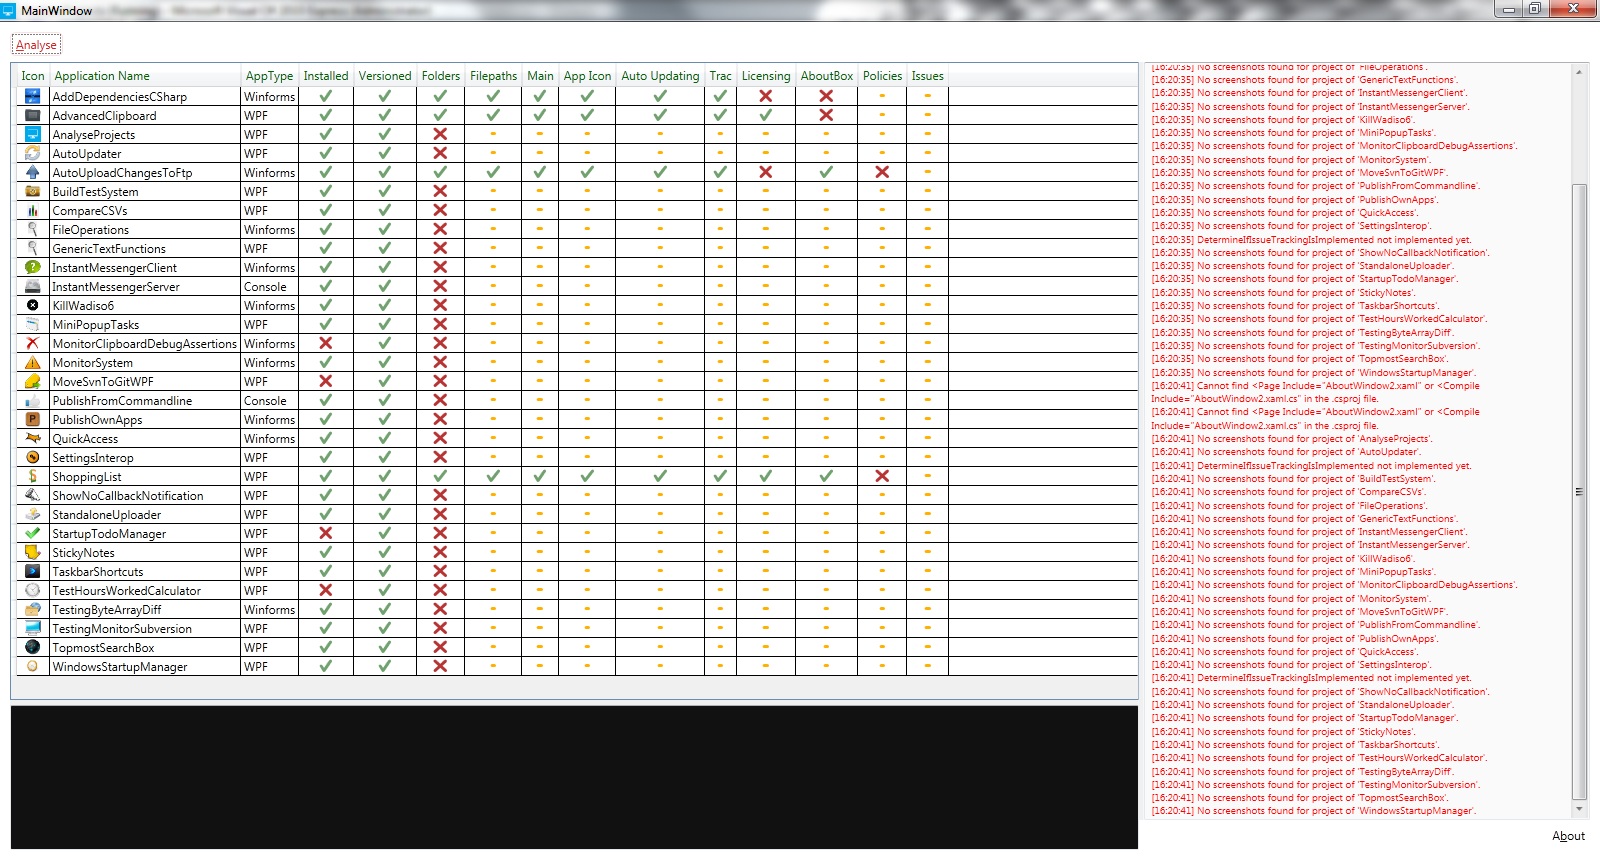 MainWindow
Analyse
Icon Application Name AppType Installed Versioned Folders Filepaths Main App Icon Auto Updating Trac Licensing AboutBox Policies Issues
AddDependenciesCSharp Winforms
AdvancedClipboard WPF
AnalyseProjects WPF
AutoUpdater WPF
AutoUploadChangesToFtp Winforms
BuildTestSystem WPF
CompareCSVs WPF
FileOperations Winforms
GenericTextFunctions WPF
InstantMessengerClient Winforms
InstantMessengerServer Console
KillWadiso6 Winforms
MiniPopupTasks WPF
MonitorClipboardDebugAssertions Winforms
MonitorSystem Winforms
MoveSvnToGitWPF WPF
PublishFromCommandline Console
PublishOwnApps Winforms
QuickAccess Winforms
SettingsInterop WPF
ShoppingList WPF
ShowNoCallbackNotification WPF
StandaloneUploader WPF
StartupTodoManager WPF
StickyNotes WPF
TaskbarShortcuts WPF
TestHoursWorkedCalculator WPF
TestingByteArrayDiff Winforms
TestingMonitorSubversion WPF
TopmostSearchBox WPF
WindowsStartupManager WPF
[16:20:35] No screenshots found for project of 'FileOperations'.
[16:20:35] No screenshots found for project of 'GenericTextFunctions'.
[16:20:35] No screenshots found for project of 'InstantMessengerClient'.
[16:20:35] No screenshots found for project of 'InstantMessengerServer'.
[16:20:35] No screenshots found for project of 'KillWadiso6'.
[16:20:35] No screenshots found for project of 'MiniPopupTasks'.
[16:20:35] No screenshots found for project of 'MonitorClipboardDebugAssertions'.
[16:20:35] No screenshots found for project of 'MonitorSystem'.
[16:20:35] No screenshots found for project of 'MoveSvnToGitWPF'.
[16:20:35] No screenshots found for project of 'PublishFromCommandline'.
[16:20:35] No screenshots found for project of 'PublishOwnApps'.
[16:20:35] No screenshots found for project of 'QuickAccess'.
[16:20:35] No screenshots found for project of 'SettingsInterop'.
[16:20:35] DetermineIfIssueTrackingIsImplemented not implemented yet.
[16:20:35] No screenshots found for project of 'ShowNoCallbackNotification'.
[16:20:35] No screenshots found for project of 'StandaloneUploader'.
[16:20:35] No screenshots found for project of 'StartupTodoManager'.
[16:20:35] No screenshots found for project of 'StickyNotes'.
[16:20:35] No screenshots found for project of 'TaskbarShortcuts'.
[16:20:35] No screenshots found for project of 'TestHoursWorkedCalculator'.
[16:20:35] No screenshots found for project of 'TestingByteArrayDiff'.
[16:20:35] No screenshots found for project of 'TestingMonitorSubversion'.
[16:20:35] No screenshots found for project of 'TopmostSearchBox'.
[16:20:35] No screenshots found for project of 'WindowsStartupManager'.
[16:20:41] Cannot find <Page Include="AboutWindow2.xaml" or <Compile
Include="AboutWindow2.xaml.cs" in the .csproj file.
[16:20:41] Cannot find <Page Include="AboutWindow2.xaml" or <Compile
Include="AboutWindow2.xaml.cs" in the .csproj file.
[16:20:41] No screenshots found for project of 'AnalyseProjects'.
[16:20:41] No screenshots found for project of 'AutoUpdater'.
[16:20:41] DetermineIfIssueTrackingIsImplemented not implemented yet.
[16:20:41] No screenshots found for project of 'BuildTestSystem'.
[16:20:41] No screenshots found for project of 'CompareCSVs'.
[16:20:41] No screenshots found for project of 'FileOperations'.
[16:20:41] No screenshots found for project of 'GenericTextFunctions'.
[16:20:41] No screenshots found for project of 'InstantMessengerClient'.
[16:20:41] No screenshots found for project of 'InstantMessengerServer'.
[16:20:41] No screenshots found for project of 'KillWadiso6'.
[16:20:41] No screenshots found for project of 'MiniPopupTasks'.
[16:20:41] No screenshots found for project of 'MonitorClipboardDebugAssertions'.
[16:20:41] No screenshots found for project of 'MonitorSystem'.
[16:20:41] No screenshots found for project of 'MoveSvnToGitWPF'.
[16:20:41] No screenshots found for project of 'PublishFromCommandline'.
[16:20:41] No screenshots found for project of 'PublishOwnApps'.
[16:20:41] No screenshots found for project of 'QuickAccess'.
[16:20:41] No screenshots found for project of 'SettingsInterop'.
[16:20:41] DetermineIfIssueTrackingIsImplemented not implemented yet.
[16:20:41] No screenshots found for project of 'ShowNoCallbackNotification'.
[16:20:41] No screenshots found for project of 'StandaloneUploader'.
[16:20:41] No screenshots found for project of 'StartupTodoManager'.
[16:20:41] No screenshots found for project of 'StickyNotes'.
[16:20:41] No screenshots found for project of 'TaskbarShortcuts'.
[16:20:41] No screenshots found for project of 'TestHoursWorkedCalculator'.
[16:20:41] No screenshots found for project of 'TestingByteArrayDiff'.
[16:20:41] No screenshots found for project of 'TestingMonitorSubversion'.
[16:20:41] No screenshots found for project of 'TopmostSearchBox'.
[16:20:41] No screenshots found for project of 'WindowsStartupManager'.
About